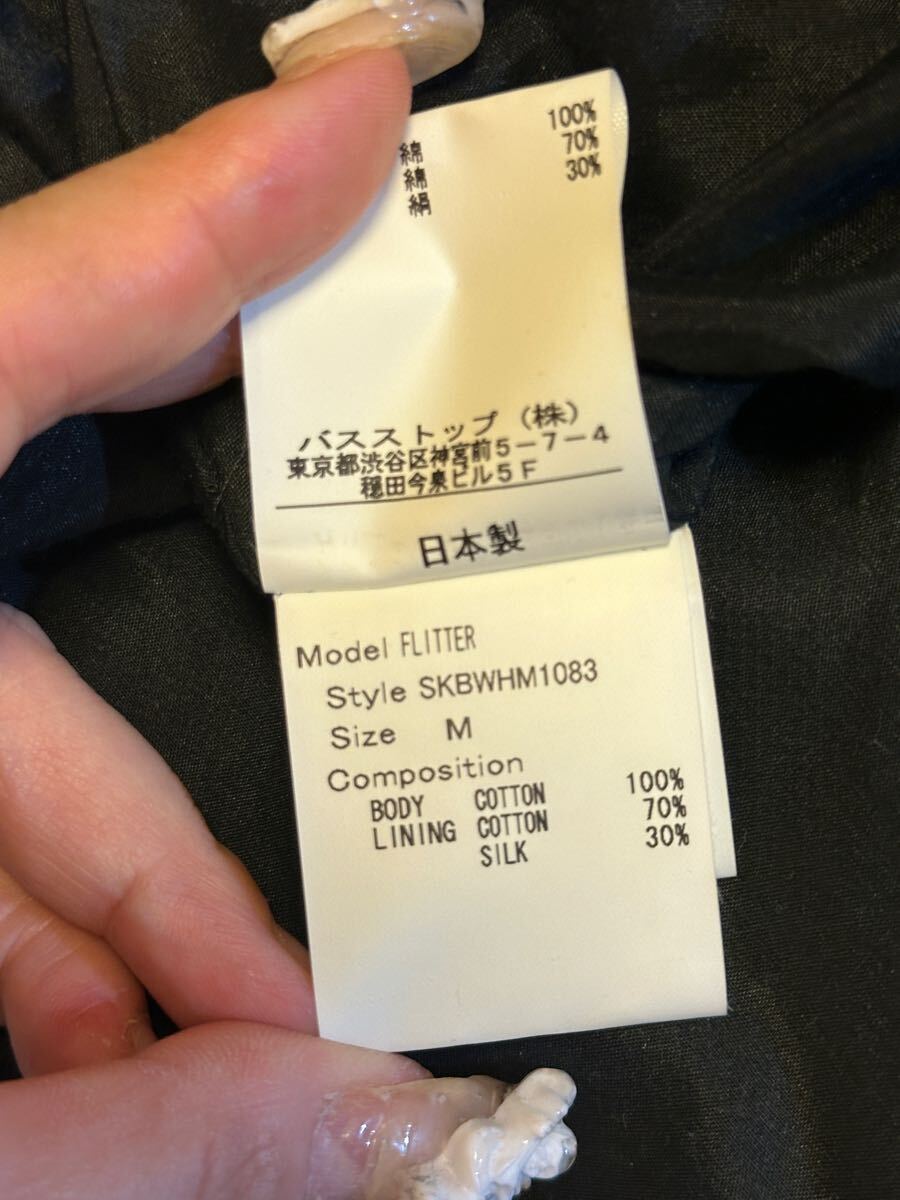 綿 100%
綿 70%
絹 30%
バスストップ(株)
東京都渋谷区神宮前5-7-4
穏田今泉ビル5F
日本製
Model FLITTER
Style SKBWHM1083
Size M
Composition
BODY COTTON 100%
LINING COTTON 70%
SILK 30%